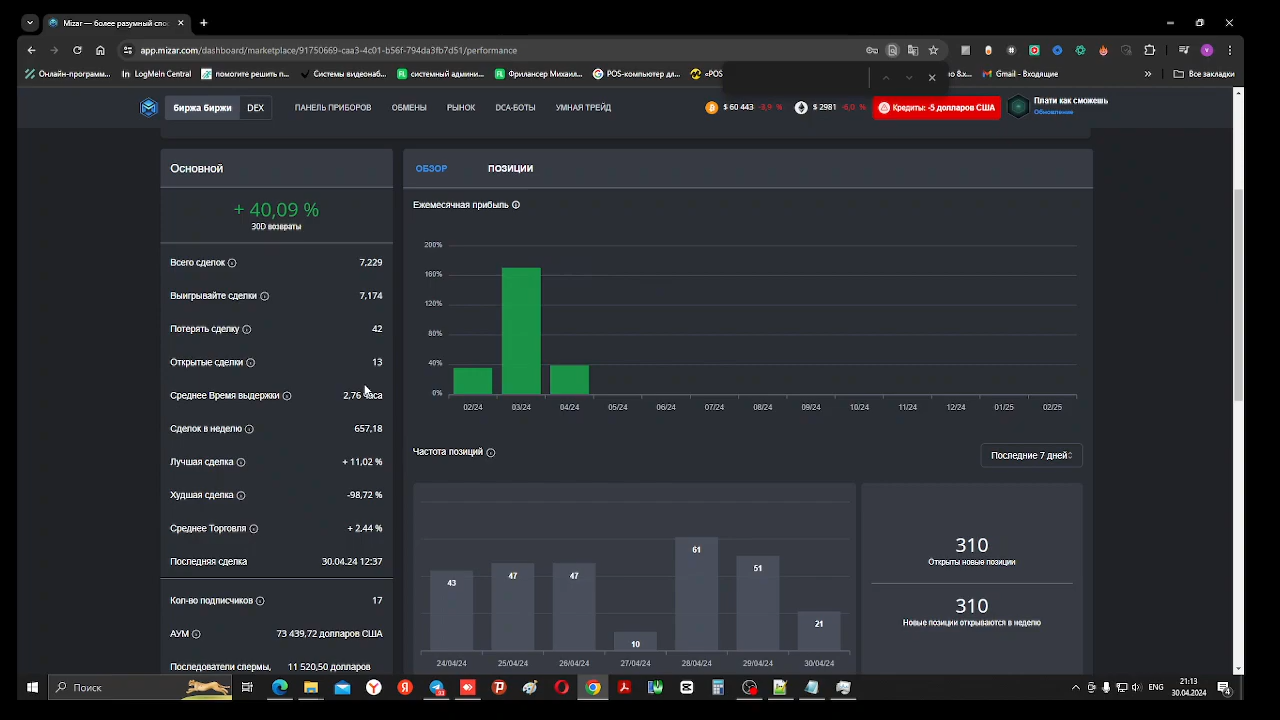 Mizar — более разумный спос
app.mizar.com/dashboard/marketplace/91750669-caa3-4c01-b56f-794da3fb7d51/performance
Онлайн-программ...
LogMeIn Central
помогите решить п...
Системы видеонаб...
системный админи...
Фрилансер Михаил...
POS-компьютер дл...
«POS
Gmail - Входящие
Все закладки
биржа биржи
DEX
ПАНЕЛЬ ПРИБОРОВ
ОБМЕНЫ
РЫНОК
DCA-БОТЫ
УМНАЯ ТРЕЙД
$ 60 443 -3,9 %
$ 2981 -5,0. %
Кредиты: -5 долларов США
Плати как сможешь
Обновление
Основной
+ 40,09 %
30D возвраты
Всего сделок 7,229
Выигрывайте сделки 7,174
Потерять сделку 42
Открытые сделки 13
Среднее Время выдержки 2,76 часа
Сделок в неделю 657,18
Лучшая сделка + 11,02 %
Худшая сделка -98,72 %
Среднее Торговля + 2.44 %
Последняя сделка 30.04.24 12:37
Кол-во подписчиков 17
АУМ 73 439,72 долларов США
Последователи спермы, 11 520,50 долларов
ОБЗОР
ПОЗИЦИИ
Ежемесячная прибыль
200%
160%
120%
80%
40%
0%
02/24 03/24 04/24 05/24 06/24 07/24 08/24 09/24 10/24 11/24 12/24 01/25 02/25
Частота позиций
Последние 7 дней
43 47 47 10 61 51 21
24/04/24 25/04/24 26/04/24 27/04/24 28/04/24 29/04/24 30/04/24
310
Открыты новые позиции
310
Новые позиции открываются в неделю
Поиск
ENG
21:13
30.04.2024